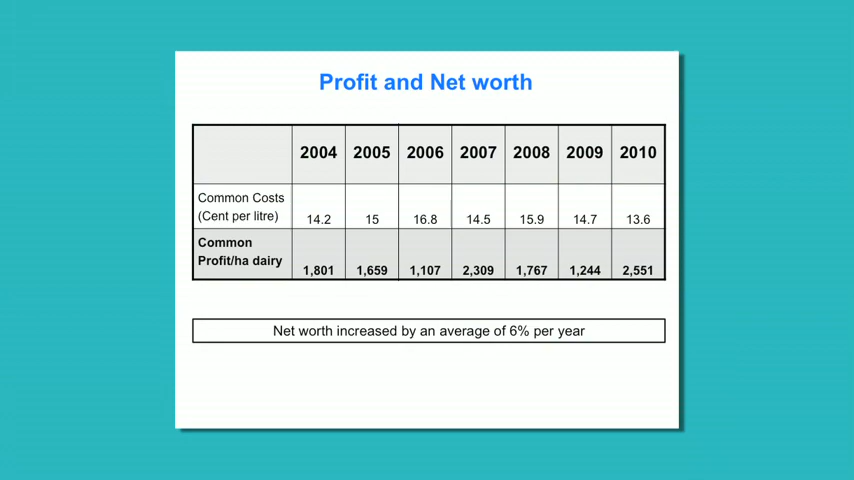 Profit and Net worth
2004 2005 2006 2007 2008 2009 2010
Common Costs
(Cent per litre) 14.2 15 16.8 14.5 15.9 14.7 13.6
Common
Profit/ha dairy 1,801 1,659 1,107 2,309 1,767 1,244 2,551
Net worth increased by an average of 6% per year